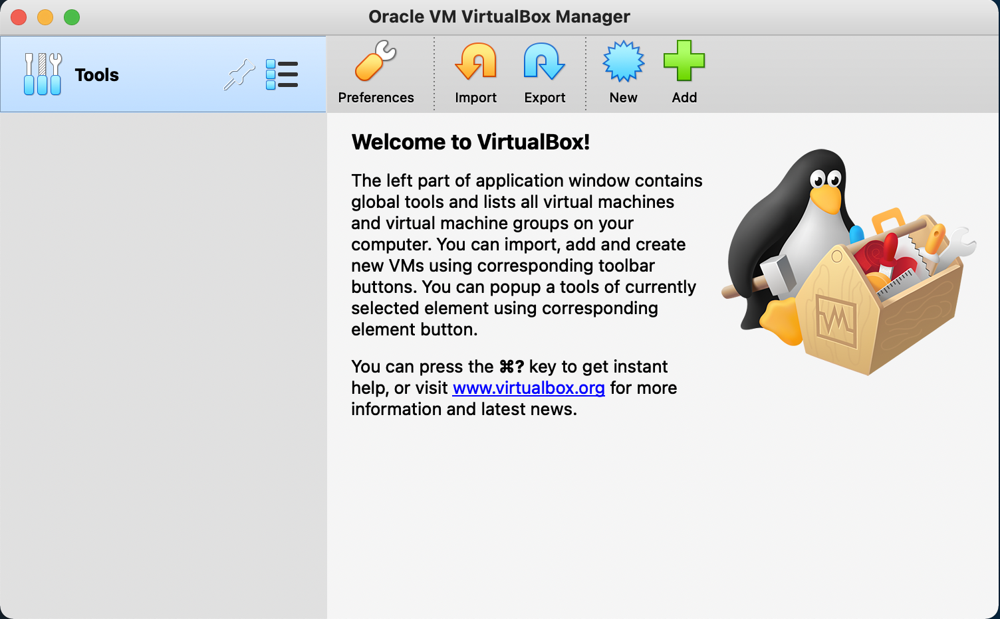 Oracle VM VirtualBox Manager
Tools
Preferences
Import
Export
New
Add
Welcome to VirtualBox!
The left part of application window contains
global tools and lists all virtual machines
and virtual machine groups on your
computer. You can import, add and create
new VMs using corresponding toolbar
buttons. You can popup a tools of currently
selected element using corresponding
element button.
You can press the ⌘? key to get instant
help, or visit www.virtualbox.org for more
information and latest news.